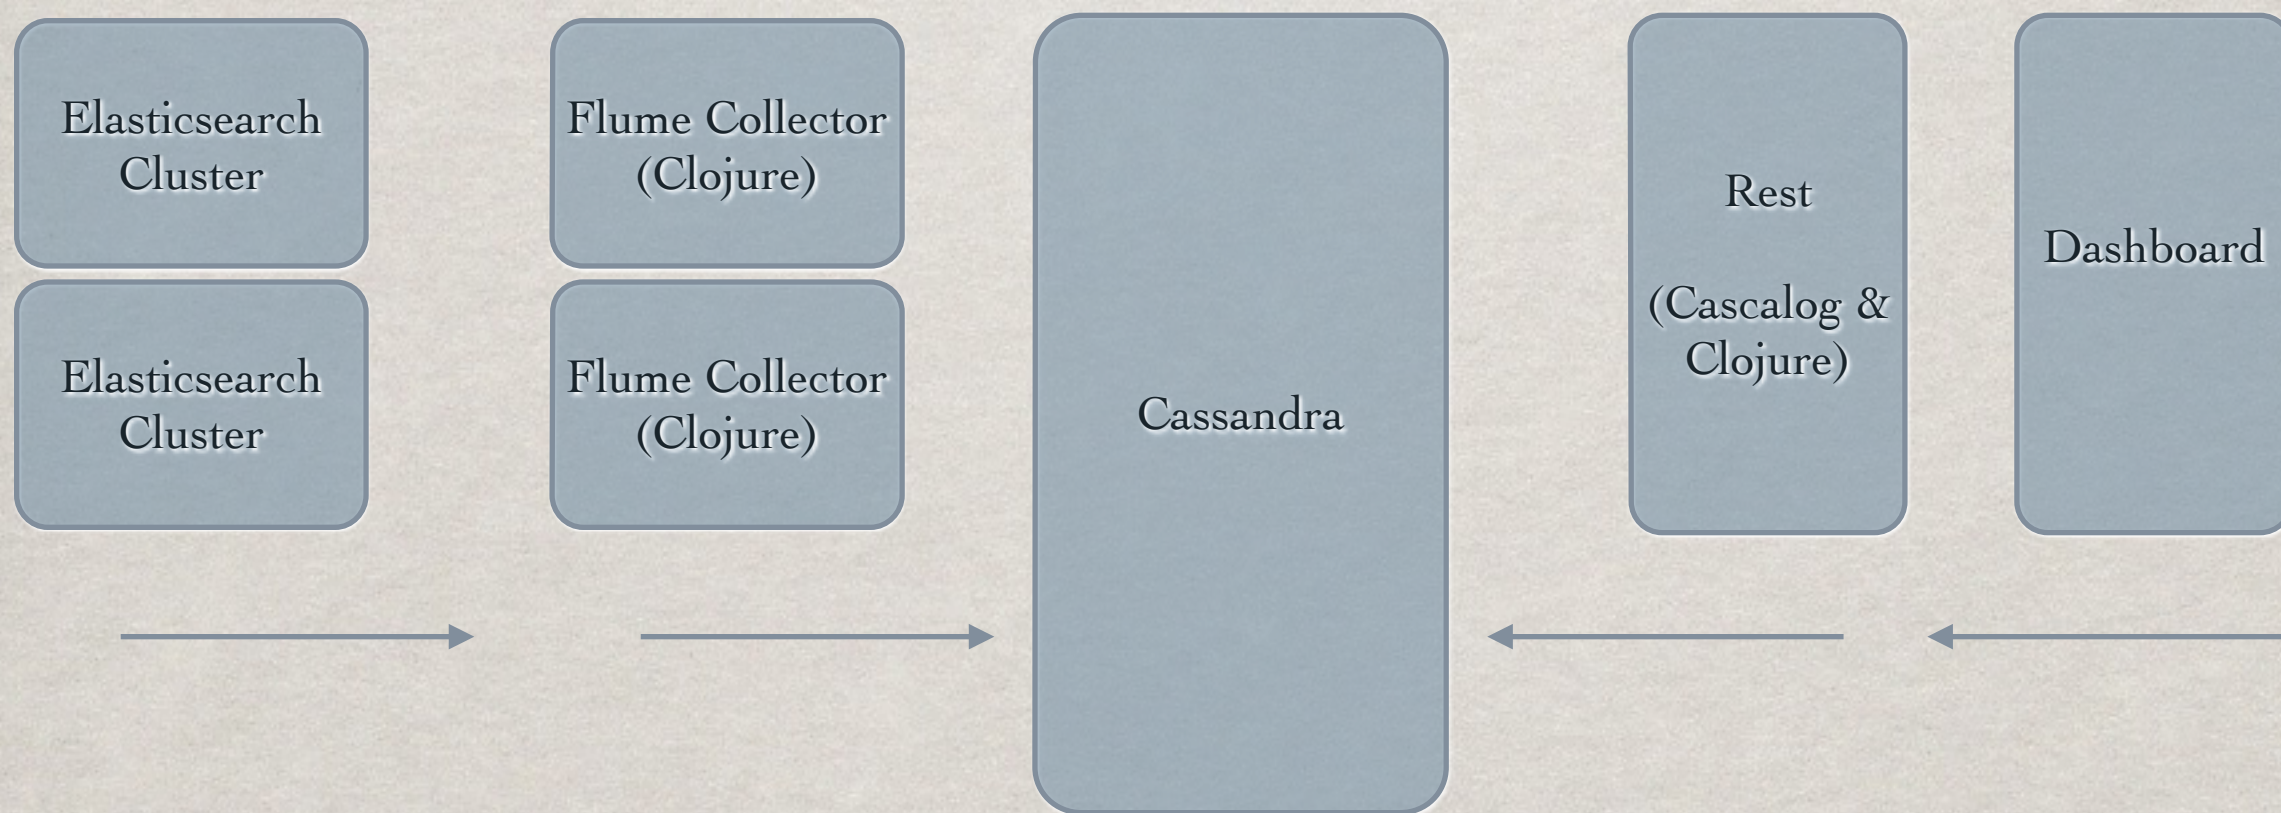 Elasticsearch
Cluster
Elasticsearch
Cluster
Flume Collector
(Clojure)
Flume Collector
(Clojure)
Cassandra
Rest
(Cascalog &
Clojure)
Dashboard